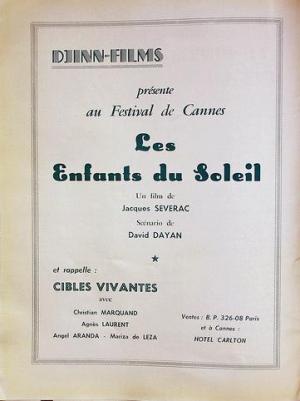 DJINN-FILMS
présente
au Festival de Cannes
Les
Enfants du Soleil
Un film de
Jacques SEVERAC
Scénario de
David DAYAN
et rappelle :
CIBLES VIVANTES
avec
Christian MARQUAND
Agnès LAURENT
Angel ARANDA - Mariza de LEZA
Ventes : B. P. 326-08 Paris
et à Cannes :
HOTEL CARLTON